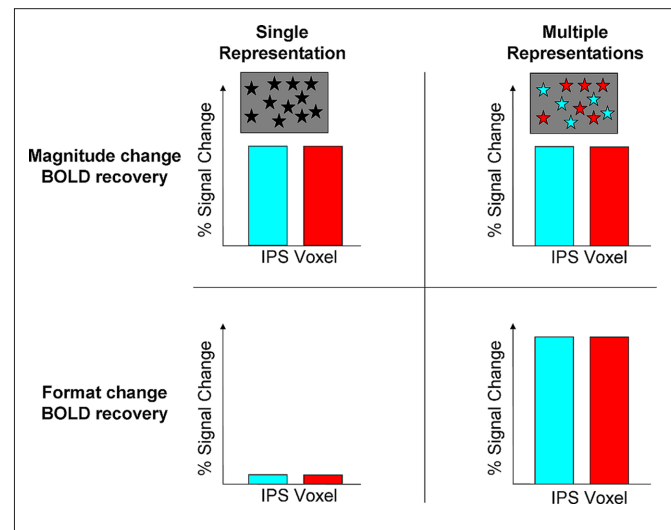 Single
Representation
Multiple
Representations
Magnitude change
BOLD recovery
% Signal Change
IPS Voxel
% Signal Change
IPS Voxel
Format change
BOLD recovery
% Signal Change
IPS Voxel
% Signal Change
IPS Voxel